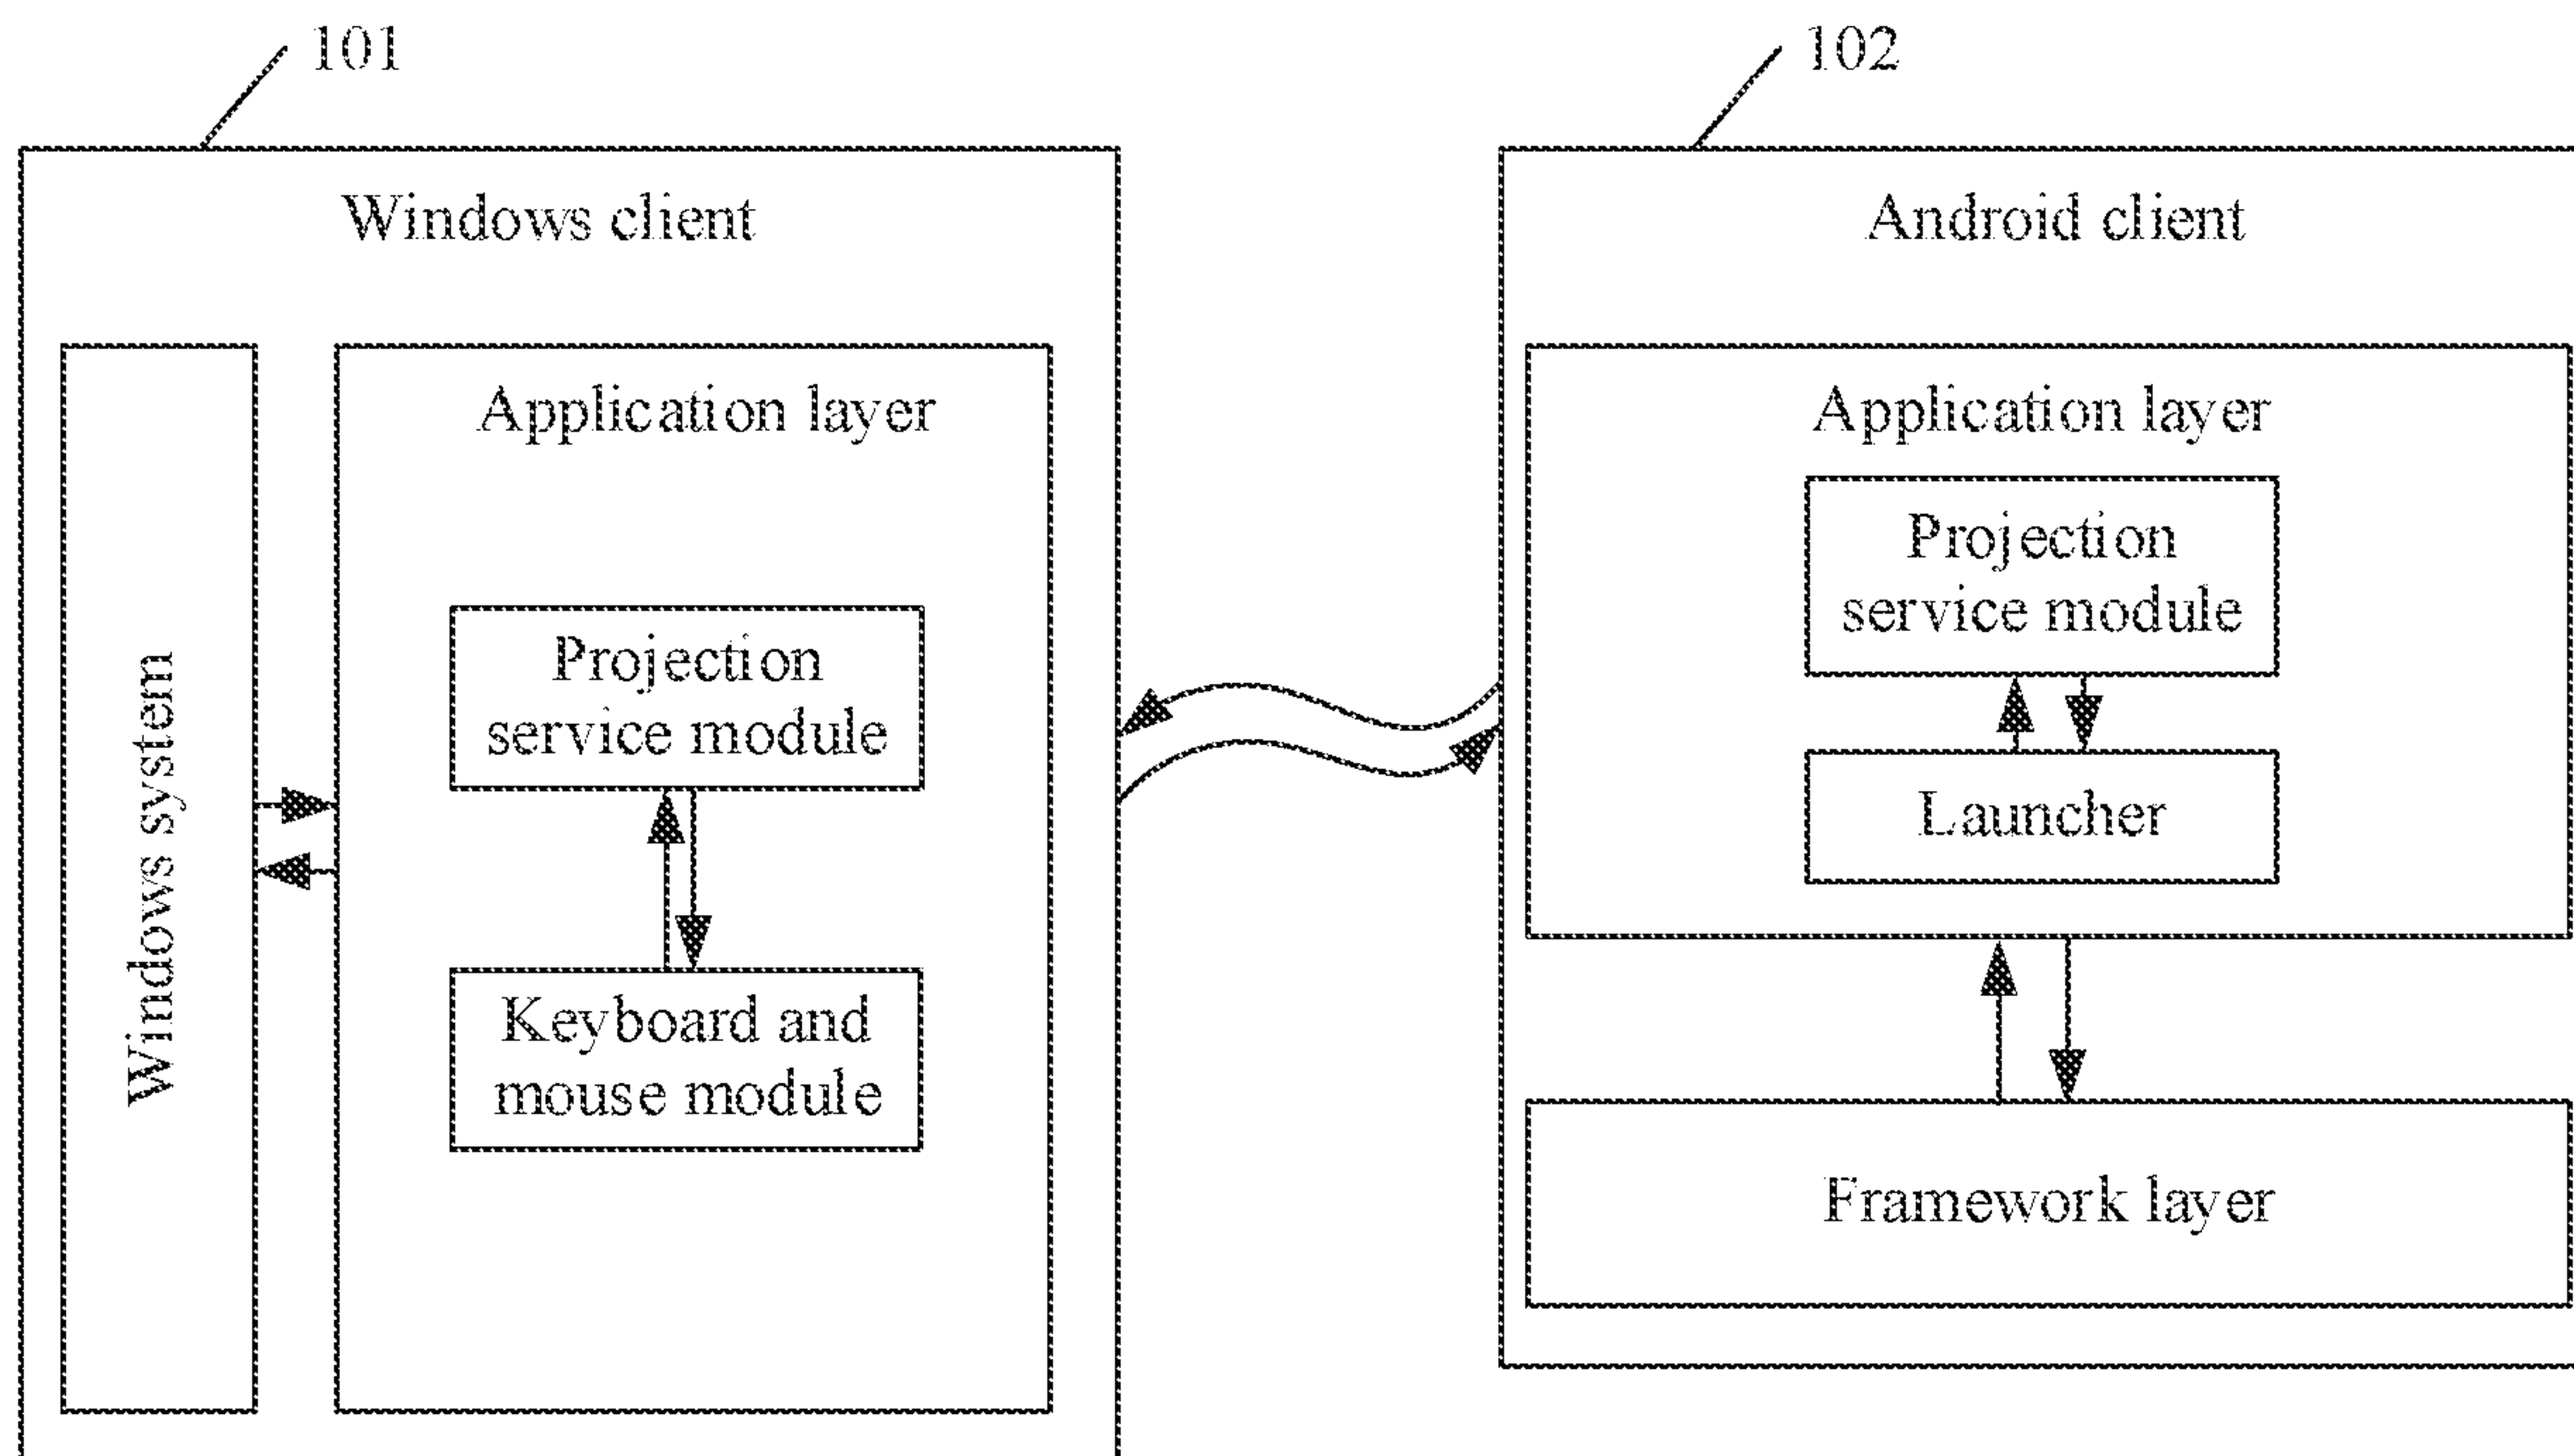 101
102
Windows client
Android client
Windows system
Application layer
Projection
service module
Keyboard and
mouse module
Application layer
Projection
service module
Launcher
Framework layer